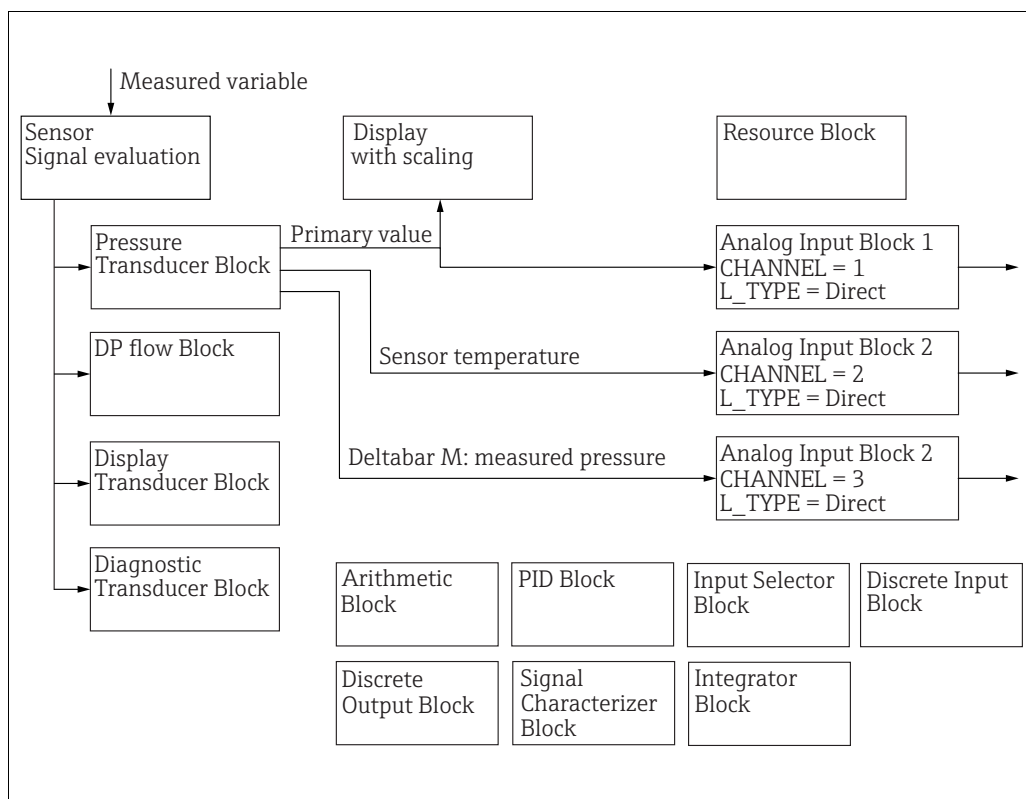 Measured variable
Sensor
Signal evaluation
Display
with scaling
Resource Block
Pressure
Transducer Block
Primary value
Analog Input Block 1
CHANNEL = 1
L_TYPE = Direct
DP flow Block
Sensor temperature
Analog Input Block 2
CHANNEL = 2
L_TYPE = Direct
Display
Transducer Block
Deltabar M: measured pressure
Analog Input Block 2
CHANNEL = 3
L_TYPE = Direct
Diagnostic
Transducer Block
Arithmetic
Block
PID Block
Input Selector
Block
Discrete Input
Block
Discrete
Output Block
Signal
Characterizer
Block
Integrator
Block